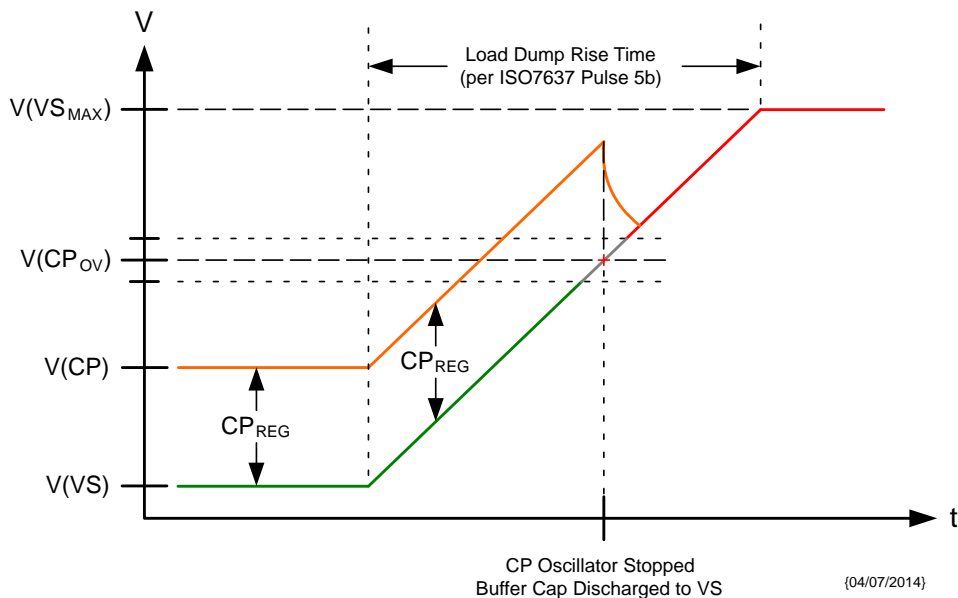 V
Load Dump Rise Time
(per ISO7637 Pulse 5b)
V(VSMAX)
V(CPOV)
V(CP)
CPREG
CPREG
V(VS)
t
CP Oscillator Stopped
Buffer Cap Discharged to VS
{04/07/2014}